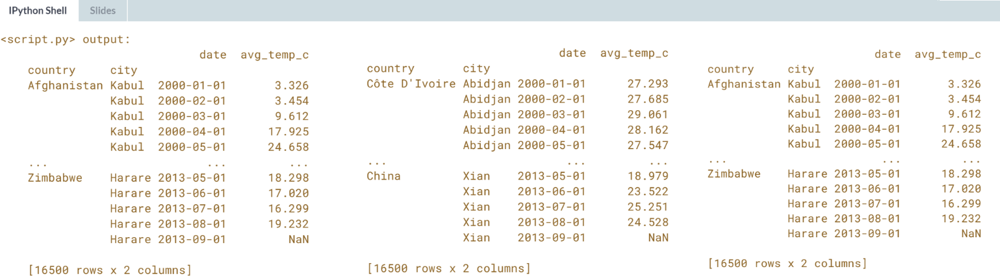 IPython Shell Slides
<script.py> output:
date avg_temp_c
country city
Afghanistan Kabul 2000-01-01 3.326
Kabul 2000-02-01 3.454
Kabul 2000-03-01 9.612
Kabul 2000-04-01 17.925
Kabul 2000-05-01 24.658
... ... ...
Zimbabwe Harare 2013-05-01 18.298
Harare 2013-06-01 17.020
Harare 2013-07-01 16.299
Harare 2013-08-01 19.232
Harare 2013-09-01 NaN
[16500 rows x 2 columns]
date avg_temp_c
country city
Côte D'Ivoire Abidjan 2000-01-01 27.293
Abidjan 2000-02-01 27.685
Abidjan 2000-03-01 29.061
Abidjan 2000-04-01 28.162
Abidjan 2000-05-01 27.547
... ... ...
China Xian 2013-05-01 18.979
Xian 2013-06-01 23.522
Xian 2013-07-01 25.251
Xian 2013-08-01 24.528
Xian 2013-09-01 NaN
[16500 rows x 2 columns]
date avg_temp_c
country city
Afghanistan Kabul 2000-01-01 3.326
Kabul 2000-02-01 3.454
Kabul 2000-03-01 9.612
Kabul 2000-04-01 17.925
Kabul 2000-05-01 24.658
... ... ...
Zimbabwe Harare 2013-05-01 18.298
Harare 2013-06-01 17.020
Harare 2013-07-01 16.299
Harare 2013-08-01 19.232
Harare 2013-09-01 NaN
[16500 rows x 2 columns]